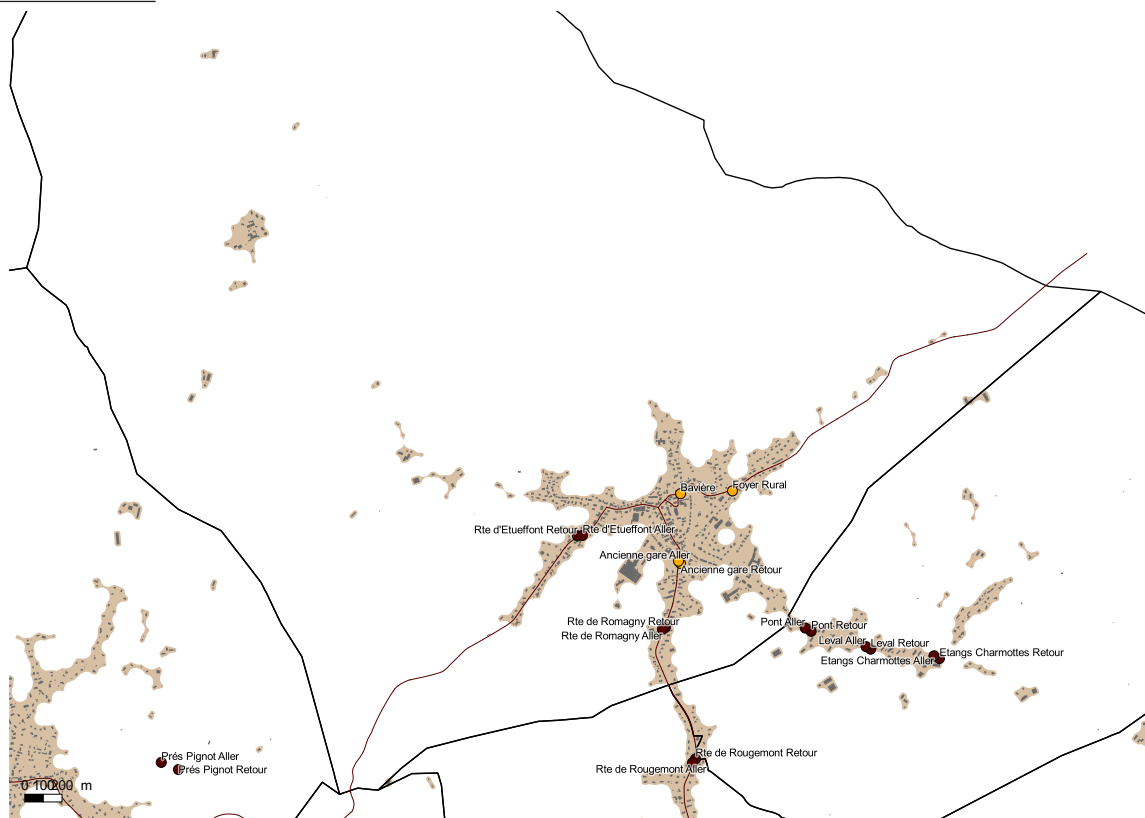 Bavière
Foyer Rural
Rte d'Etueffont Retour
Rte d'Etueffont Aller
Ancienne gare Aller
Ancienne gare Retour
Rte de Romagny Retour
Rte de Romagny Aller
Pont Aller
Pont Retour
Leval Aller
Leval Retour
Etangs Charmottes Retour
Etangs Charmottes Aller
Rte de Rougemont Retour
Rte de Rougemont Aller
Prés Pignot Aller
Prés Pignot Retour
0 100 200 m